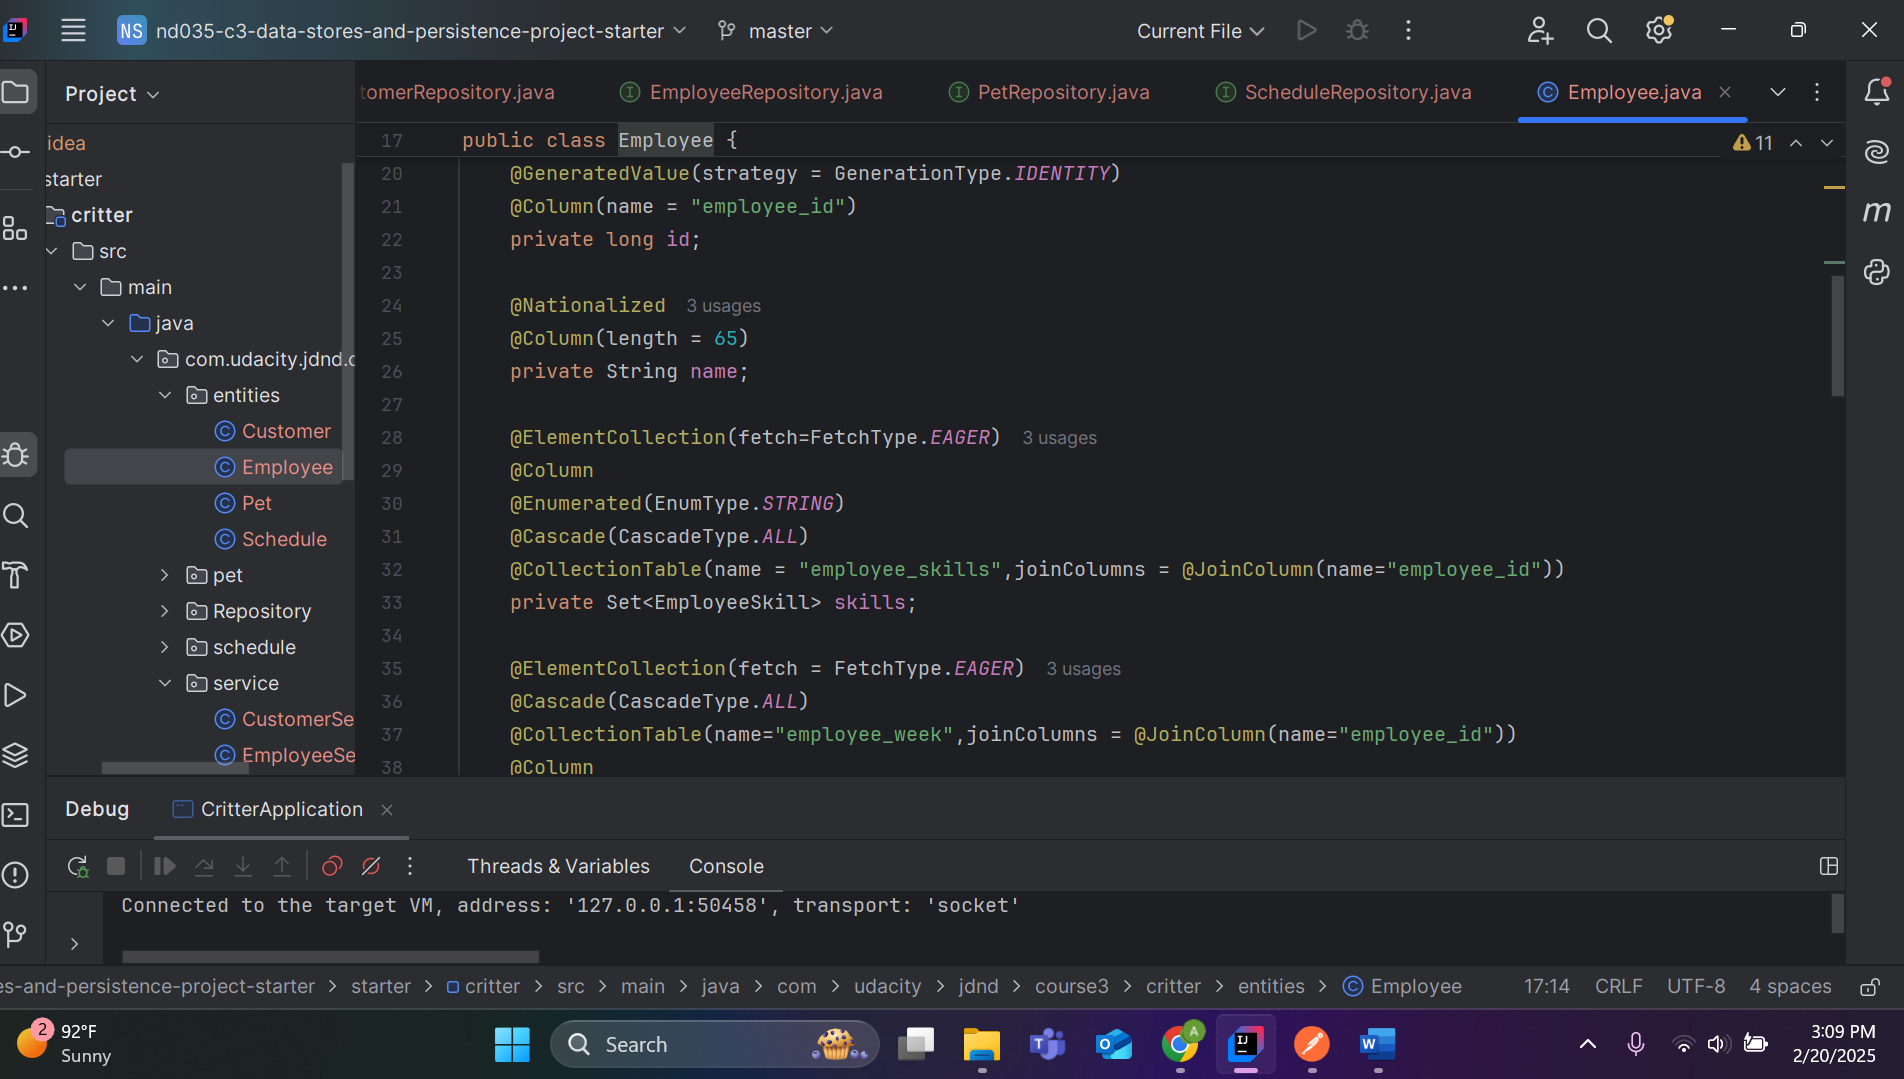 NS nd035-c3-data-stores-and-persistence-project-starter master Current File
Project
tomerRepository.java EmployeeRepository.java PetRepository.java ScheduleRepository.java Employee.java
idea
starter
critter
src
main
java
com.udacity.jdnd.c
entities
Customer
Employee
Pet
Schedule
pet
Repository
schedule
service
CustomerSe
EmployeeSe
17 public class Employee { 11
20 @GeneratedValue(strategy = GenerationType.IDENTITY)
21 @Column(name = "employee_id")
22 private long id;
23
24 @Nationalized 3 usages
25 @Column(length = 65)
26 private String name;
27
28 @ElementCollection(fetch=FetchType.EAGER) 3 usages
29 @Column
30 @Enumerated(EnumType.STRING)
31 @Cascade(CascadeType.ALL)
32 @CollectionTable(name = "employee_skills",joinColumns = @JoinColumn(name="employee_id"))
33 private Set<EmployeeSkill> skills;
34
35 @ElementCollection(fetch = FetchType.EAGER) 3 usages
36 @Cascade(CascadeType.ALL)
37 @CollectionTable(name="employee_week",joinColumns = @JoinColumn(name="employee_id"))
38 @Column
m
Debug CritterApplication
Threads & Variables Console
Connected to the target VM, address: '127.0.0.1:50458', transport: 'socket'
es-and-persistence-project-starter > starter > critter > src > main > java > com > udacity > jdnd > course3 > critter > entities > Employee 17:14 CRLF UTF-8 4 spaces
2 92°F
Sunny
Search
A
3:09 PM
2/20/2025